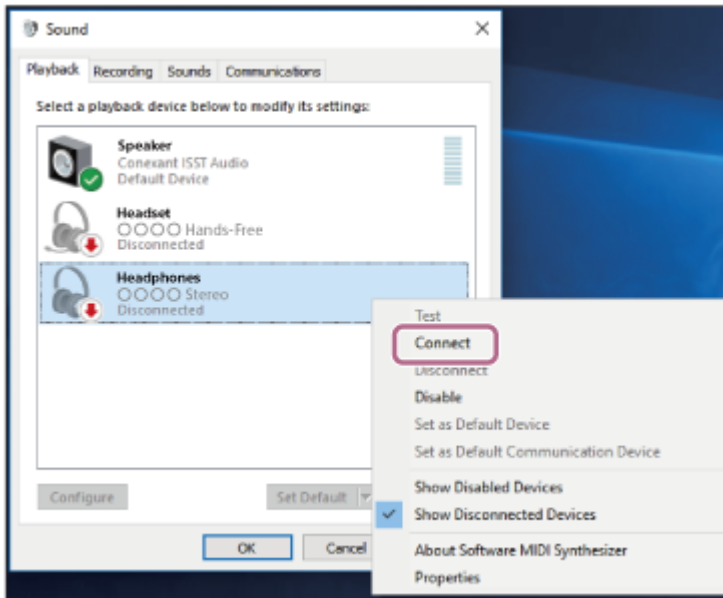 Sound
Playback Recording Sounds Communications
Select a playback device below to modify its settings:
Speaker
Conexant ISST Audio
Default Device
Headset
○○○○ Hands-Free
Disconnected
Headphones
○○○○ Stereo
Disconnected
Test
Connect
Disconnect
Disable
Set as Default Device
Set as Default Communication Device
Show Disabled Devices
Show Disconnected Devices
About Software MIDI Synthesizer
Properties
Configure
Set Default
OK
Cancel